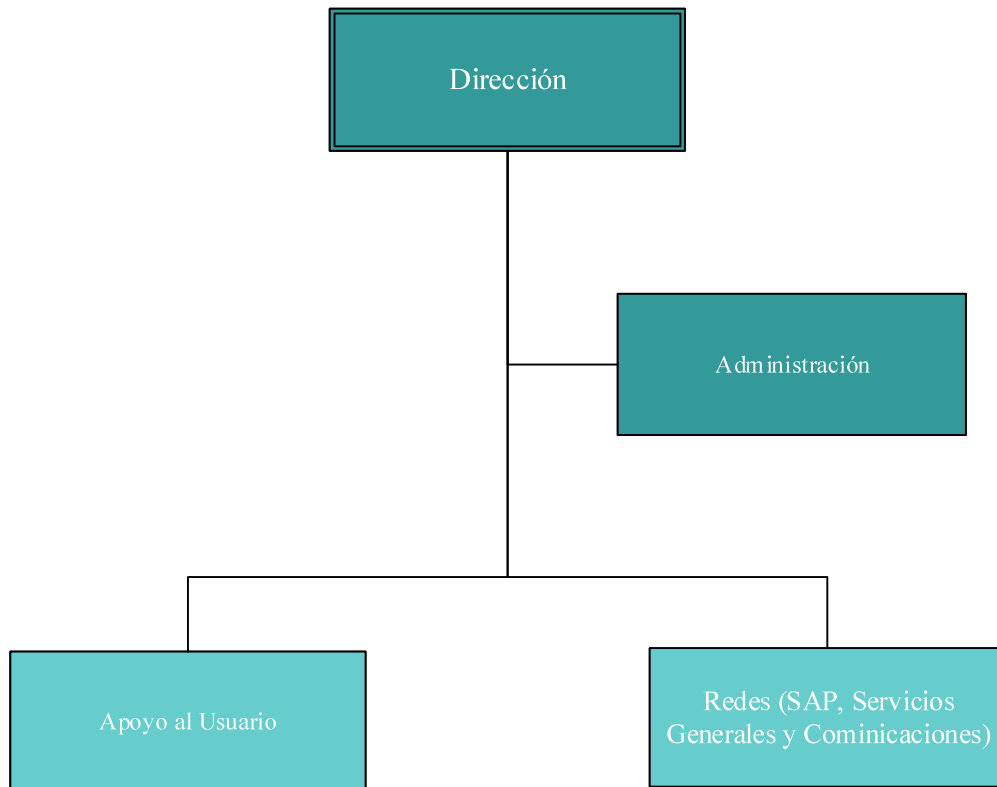 Dirección
Administración
Apoyo al Usuario
Redes (SAP, Servicios
Generales y Cominicaciones)